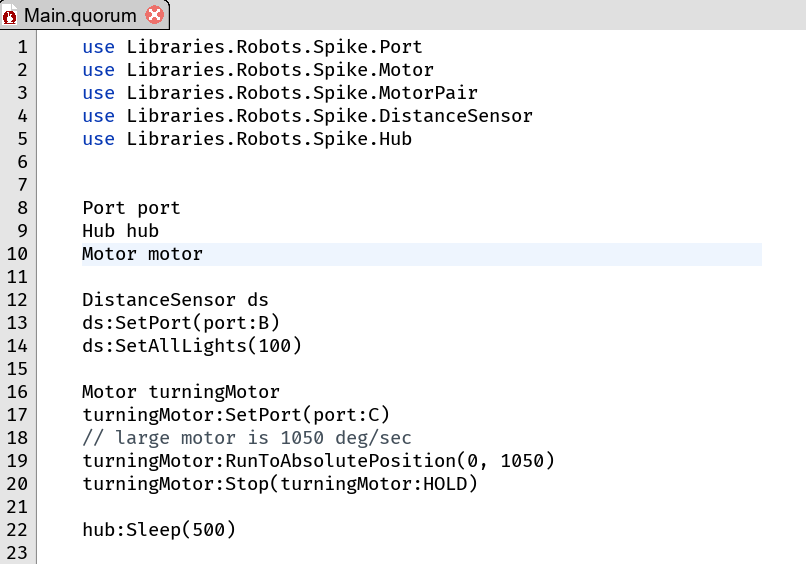 Main.quorum
1 use Libraries.Robots.Spike.Port
2 use Libraries.Robots.Spike.Motor
3 use Libraries.Robots.Spike.MotorPair
4 use Libraries.Robots.Spike.DistanceSensor
5 use Libraries.Robots.Spike.Hub
6
7
8 Port port
9 Hub hub
10 Motor motor
11
12 DistanceSensor ds
13 ds:SetPort(port:B)
14 ds:SetAllLights(100)
15
16 Motor turningMotor
17 turningMotor:SetPort(port:C)
18 // large motor is 1050 deg/sec
19 turningMotor:RunToAbsolutePosition(0, 1050)
20 turningMotor:Stop(turningMotor:HOLD)
21
22 hub:Sleep(500)
23